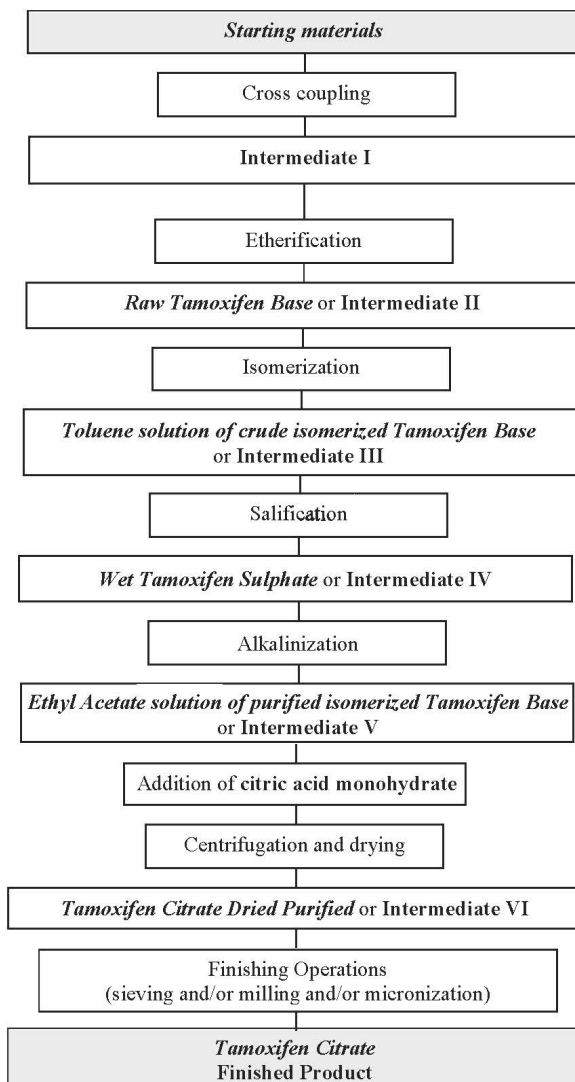 Starting materials
Cross coupling
Intermediate I
Etherification
Raw Tamoxifen Base or Intermediate II
Isomerization
Toluene solution of crude isomerized Tamoxifen Base
or Intermediate III
Salification
Wet Tamoxifen Sulphate or Intermediate IV
Alkalinization
Ethyl Acetate solution of purified isomerized Tamoxifen Base
or Intermediate V
Addition of citric acid monohydrate
Centrifugation and drying
Tamoxifen Citrate Dried Purified or Intermediate VI
Finishing Operations
(sieving and/or milling and/or micronization)
Tamoxifen Citrate
Finished Product